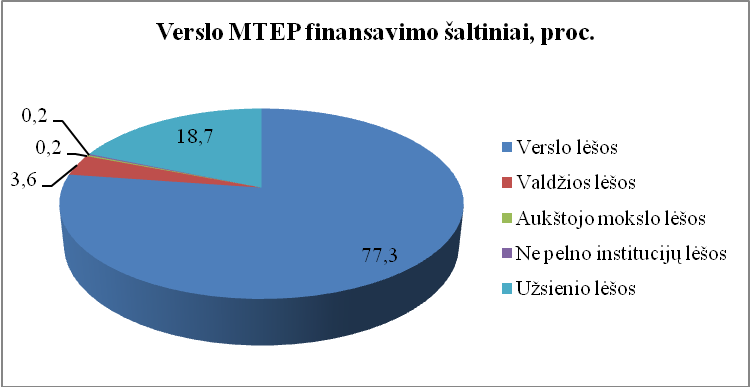 Verslo MTEP finansavimo šaltiniai, proc.
0,2
0,2
3,6
18,7
77,3
Verslo lėšos
Valdžios lėšos
Aukštojo mokslo lėšos
Ne pelno institucijų lėšos
Užsienio lėšos